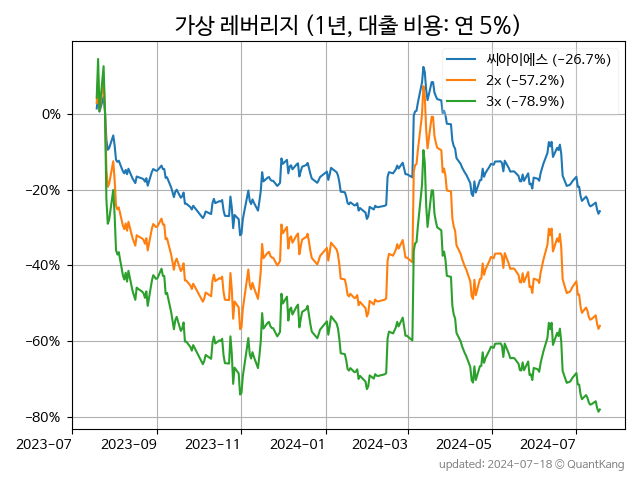 가상 레버리지 (1년, 대출 비용: 연 5%)
씨아이에스 (−26.7%)
2x (−57.2%)
3x (−78.9%)
0%
−20%
−40%
−60%
−80%
2023-07 2023-09 2023-11 2024-01 2024-03 2024-05 2024-07
updated: 2024-07-18 © QuantKang